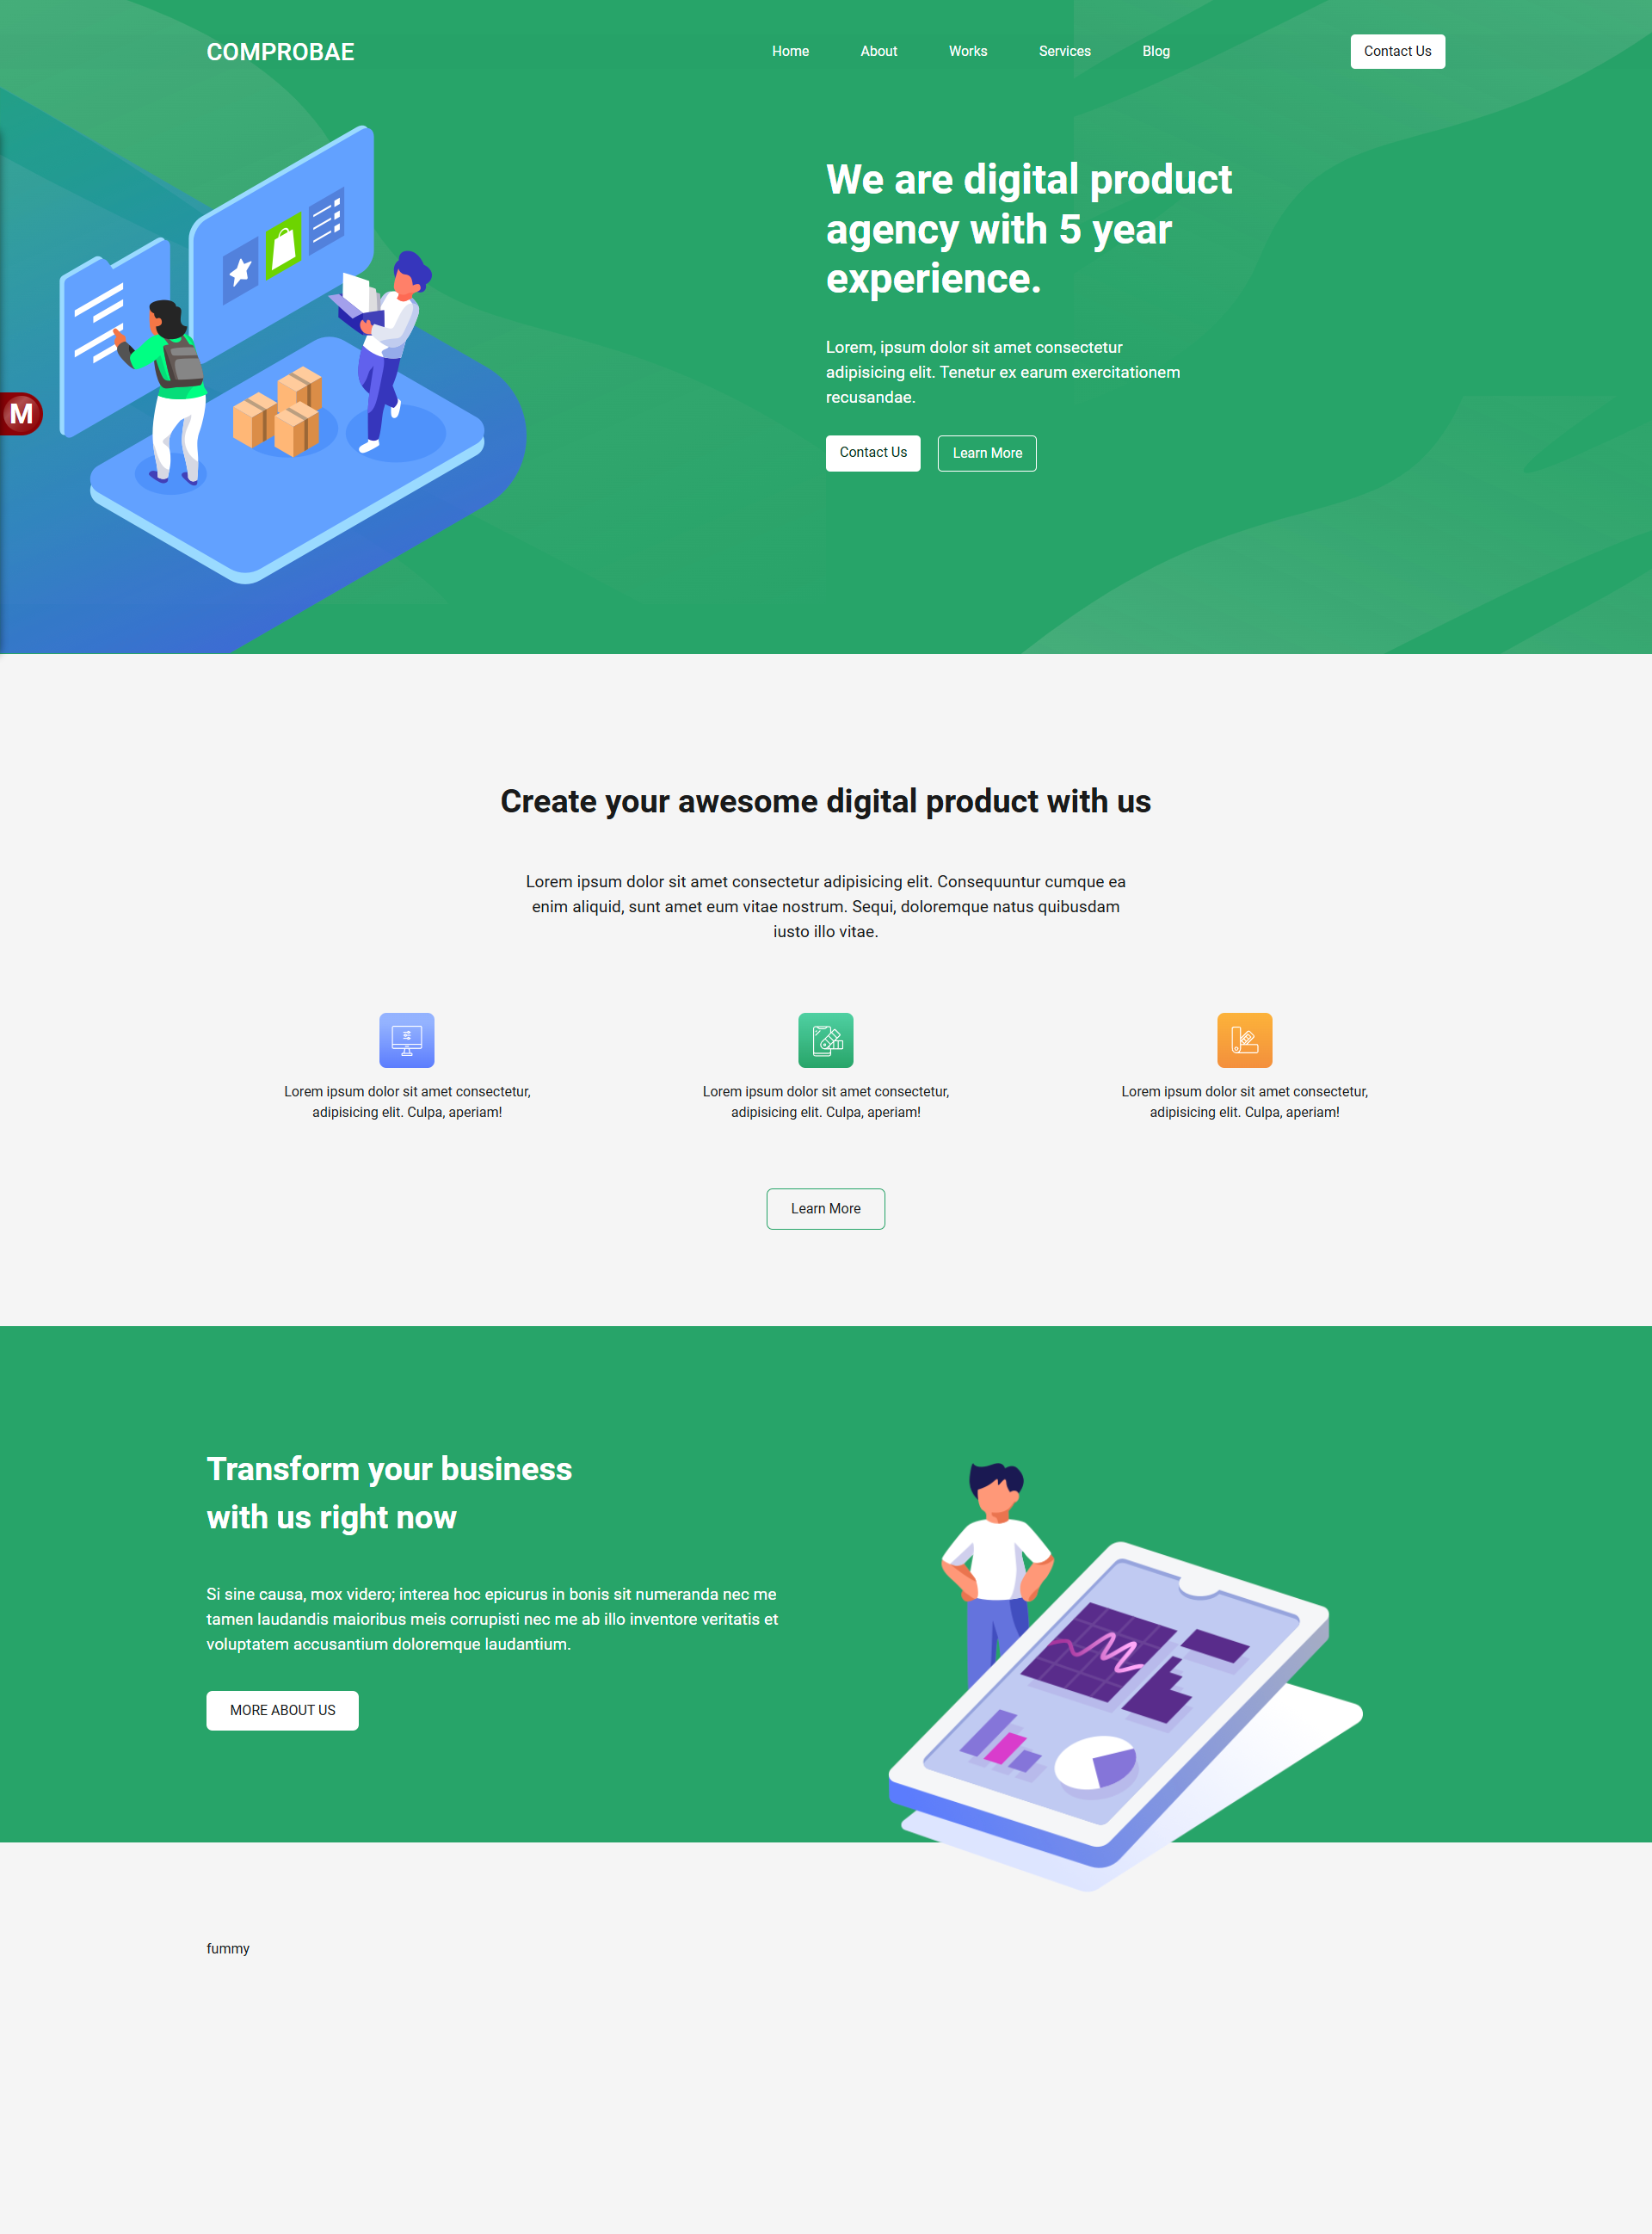 COMPROBAE
Home About Works Services Blog
Contact Us
We are digital product
agency with 5 year
experience.
Lorem, ipsum dolor sit amet consectetur
adipisicing elit. Tenetur ex earum exercitationem
recusandae.
M
Contact Us Learn More
Create your awesome digital product with us
Lorem ipsum dolor sit amet consectetur adipisicing elit. Consequuntur cumque ea
enim aliquid, sunt amet eum vitae nostrum. Sequi, doloremque natus quibusdam
iusto illo vitae.
Lorem ipsum dolor sit amet consectetur,
adipisicing elit. Culpa, aperiam!
Lorem ipsum dolor sit amet consectetur,
adipisicing elit. Culpa, aperiam!
Lorem ipsum dolor sit amet consectetur,
adipisicing elit. Culpa, aperiam!
Learn More
Transform your business
with us right now
Si sine causa, mox videro; interea hoc epicurus in bonis sit numeranda nec me
tamen laudandis maioribus meis corrupisti nec me ab illo inventore veritatis et
voluptatem accusantium doloremque laudantium.
MORE ABOUT US
fummy